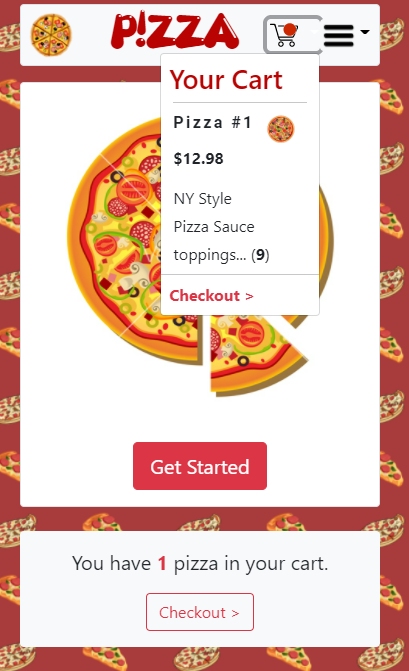 PIZZA
Your Cart
Pizza #1
$12.98
NY Style
Pizza Sauce
toppings... (9)
Checkout >
Get Started
You have 1 pizza in your cart.
Checkout >